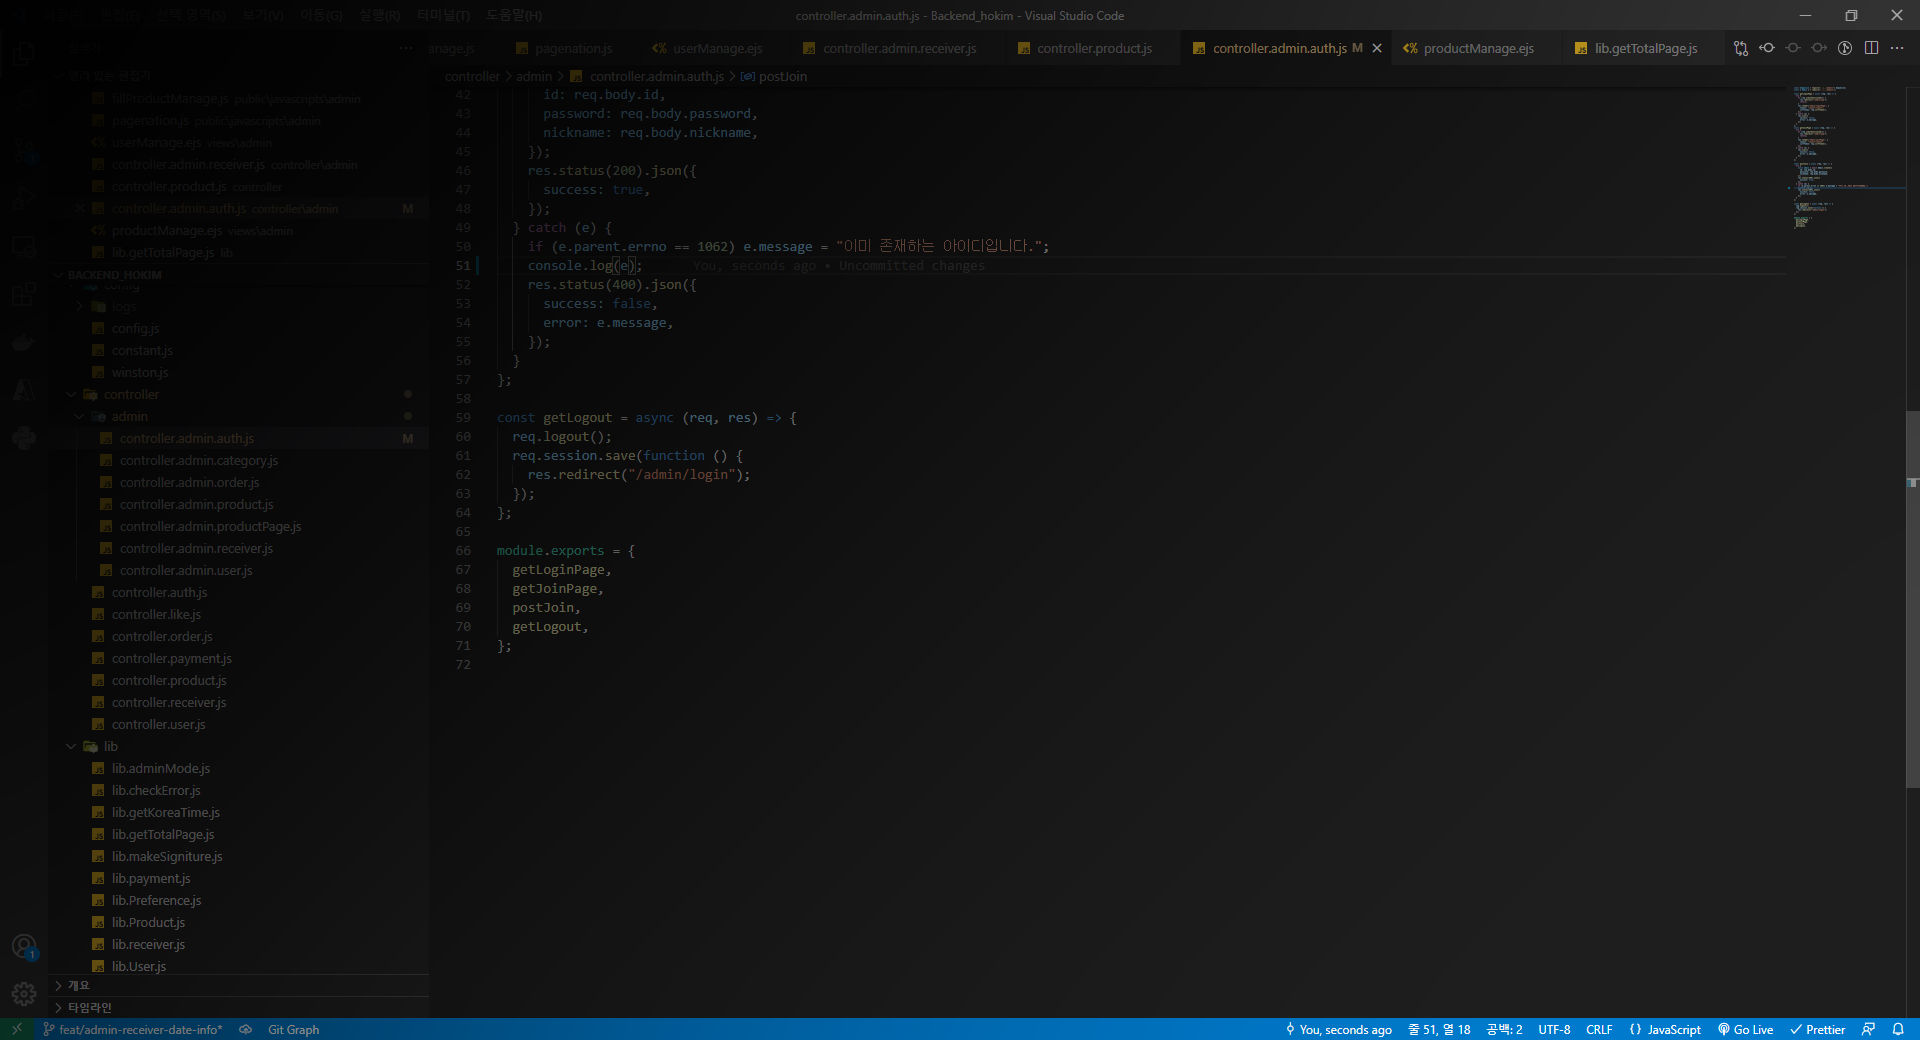 선택 영역(S) 보기(V) 이동(G) 실행(R) 터미널(T) 도움말(H)
controller.admin.auth.js - Backend_hokim - Visual Studio Code
anage.js pagenation.js userManage.ejs controller.admin.receiver.js controller.product.js controller.admin.auth.js M productManage.ejs lib.getTotalPage.js
controller > admin > controller.admin.auth.js > postJoin
fillProductManage.js public\javascripts\admin
pagenation.js public\javascripts\admin
userManage.ejs views\admin
controller.admin.receiver.js controller\admin
controller.product.js controller
controller.admin.auth.js controller\admin M
productManage.ejs views\admin
lib.getTotalPage.js lib
BACKEND_HOKIM
config
logs
config.js
constant.js
winston.js
controller
admin
controller.admin.auth.js M
controller.admin.category.js
controller.admin.order.js
controller.admin.product.js
controller.admin.productPage.js
controller.admin.receiver.js
controller.admin.user.js
controller.auth.js
controller.like.js
controller.order.js
controller.payment.js
controller.product.js
controller.receiver.js
controller.user.js
lib
lib.adminMode.js
lib.checkError.js
lib.getKoreaTime.js
lib.getTotalPage.js
lib.makeSigniture.js
lib.payment.js
lib.Preference.js
lib.Product.js
lib.receiver.js
lib.User.js
개요
타임라인
42 id: req.body.id,
43 password: req.body.password,
44 nickname: req.body.nickname,
45 });
46 res.status(200).json({
47 success: true,
48 });
49 } catch (e) {
50 if (e.parent.errno == 1062) e.message = "이미 존재하는 아이디입니다.";
51 console.log(e); You, seconds ago • Uncommitted changes
52 res.status(400).json({
53 success: false,
54 error: e.message,
55 });
56 }
57 };
58
59 const getLogout = async (req, res) => {
60 req.logout();
61 req.session.save(function () {
62 res.redirect("/admin/login");
63 });
64 };
65
66 module.exports = {
67 getLoginPage,
68 getJoinPage,
69 postJoin,
70 getLogout,
71 };
72
1
feat/admin-receiver-date-info* Git Graph You, seconds ago 줄 51, 열 18 공백: 2 UTF-8 CRLF {} JavaScript Go Live Prettier